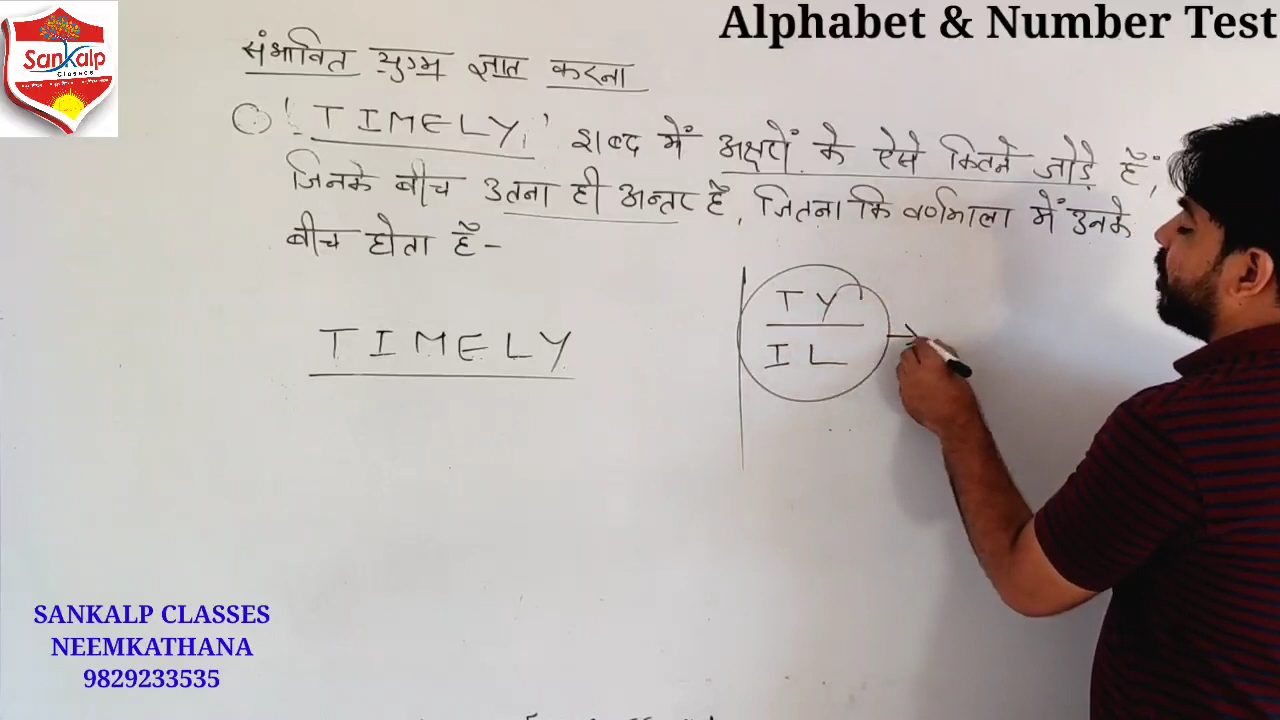 Alphabet & Number Test
SanKalp
Classes
संभावित युग्म ज्ञात करना
'TIMELY' शब्द में अक्षरों के ऐसे कितने जोड़े हैं,
जिनके बीच उतना ही अन्तर है, जितना कि वर्णमाला में उनके
बीच होता है-
TIMELY
TY
IL
SANKALP CLASSES
NEEMKATHANA
9829233535